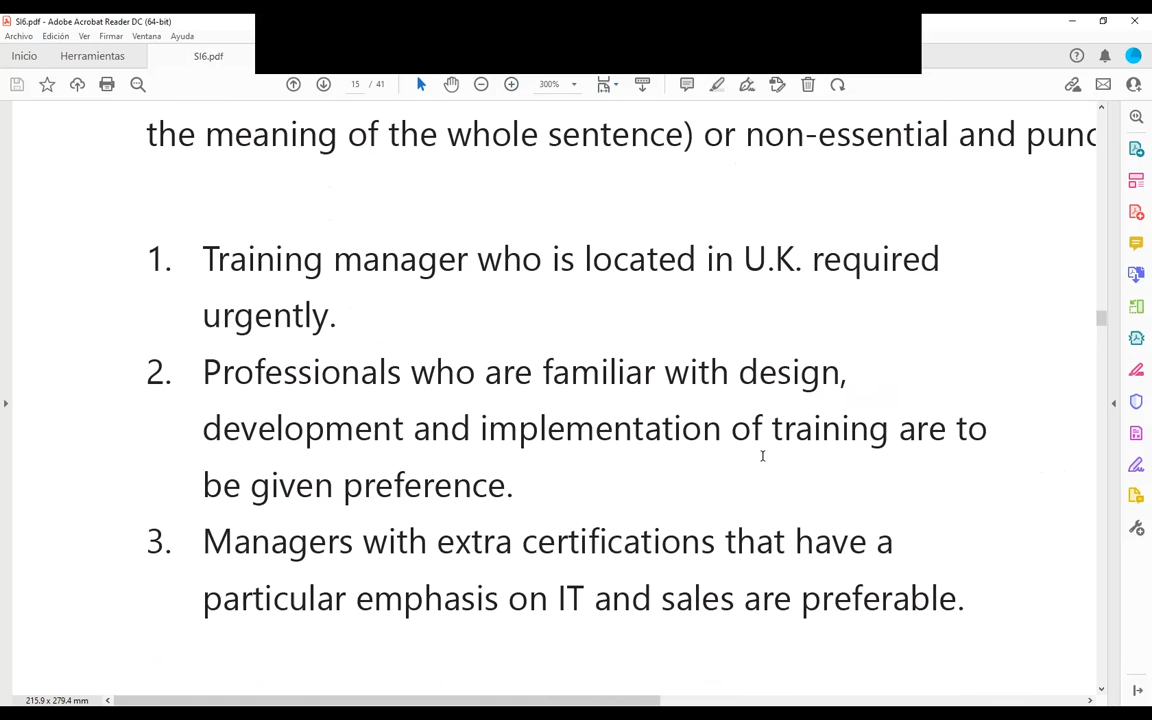 SI6.pdf - Adobe Acrobat Reader DC (64-bit)
Archivo Edición Ver Firmar Ventana Ayuda
Inicio Herramientas SI6.pdf
15 / 41 300%
the meaning of the whole sentence) or non-essential and punc
1. Training manager who is located in U.K. required
urgently.
2. Professionals who are familiar with design,
development and implementation of training are to
be given preference.
3. Managers with extra certifications that have a
particular emphasis on IT and sales are preferable.
215.9 x 279.4 mm